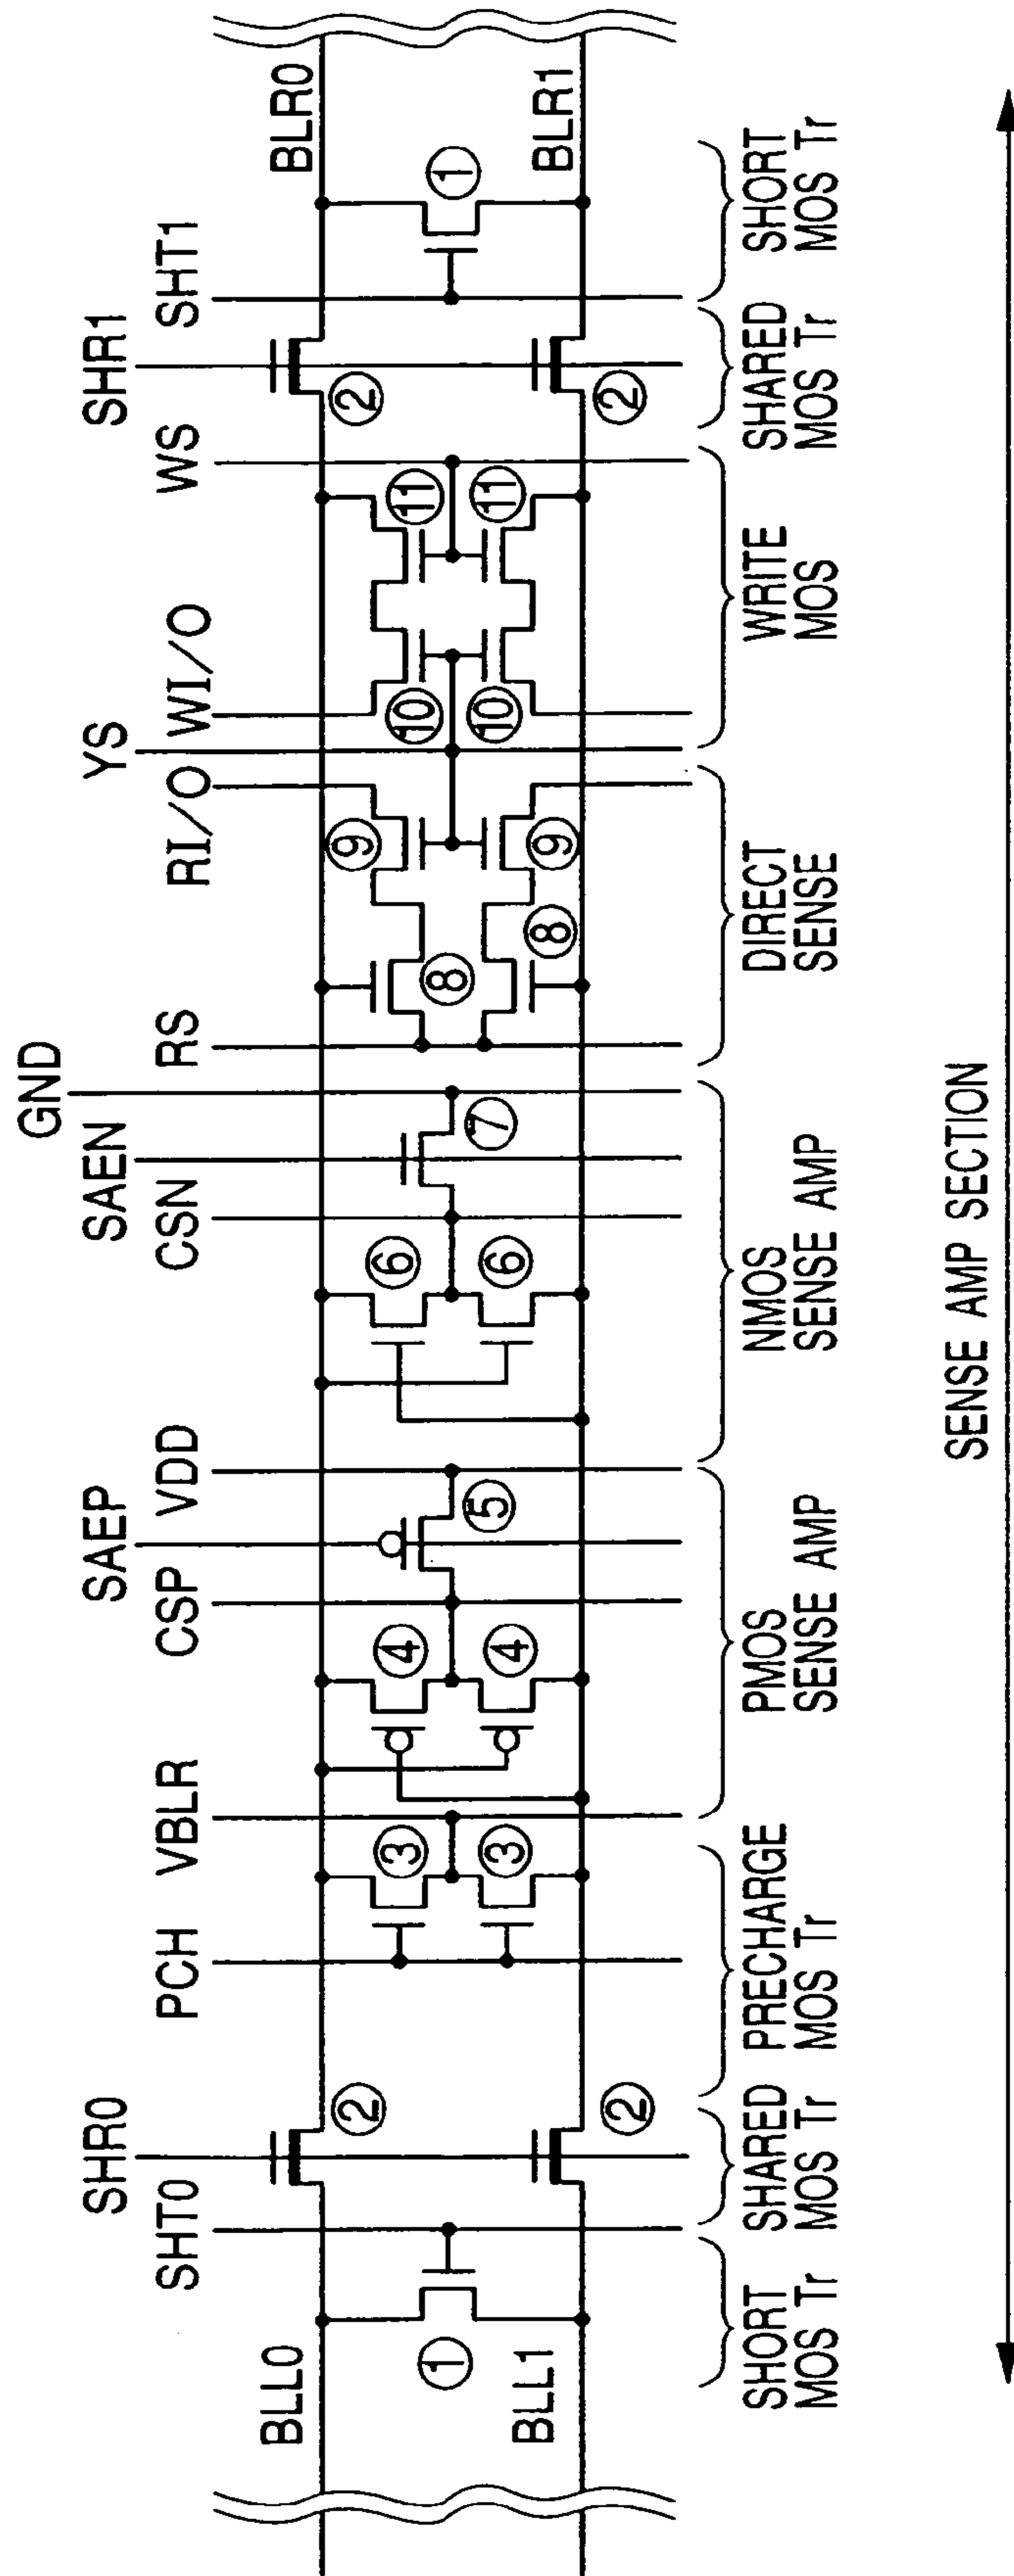 GND
SHR0
SAEP
SAEN
YS
SHR1
SHT0
PCH
VBLR
CSP
VDD
CSN
RS
RI/O
WI/O
WS
SHT1
BLL0
BLR0
② ③ ④ ⑥ ⑧ ⑨ ⑩ ⑪ ②
① ⑤ ⑦ ①
③ ④ ⑥ ⑧ ⑨ ⑩ ⑪
BLL1
BLR1
② ②
SHORT
MOS Tr
SHARED
MOS Tr
PRECHARGE
MOS Tr
PMOS
SENSE AMP
NMOS
SENSE AMP
DIRECT
SENSE
WRITE
MOS
SHARED
MOS Tr
SHORT
MOS Tr
SENSE AMP SECTION